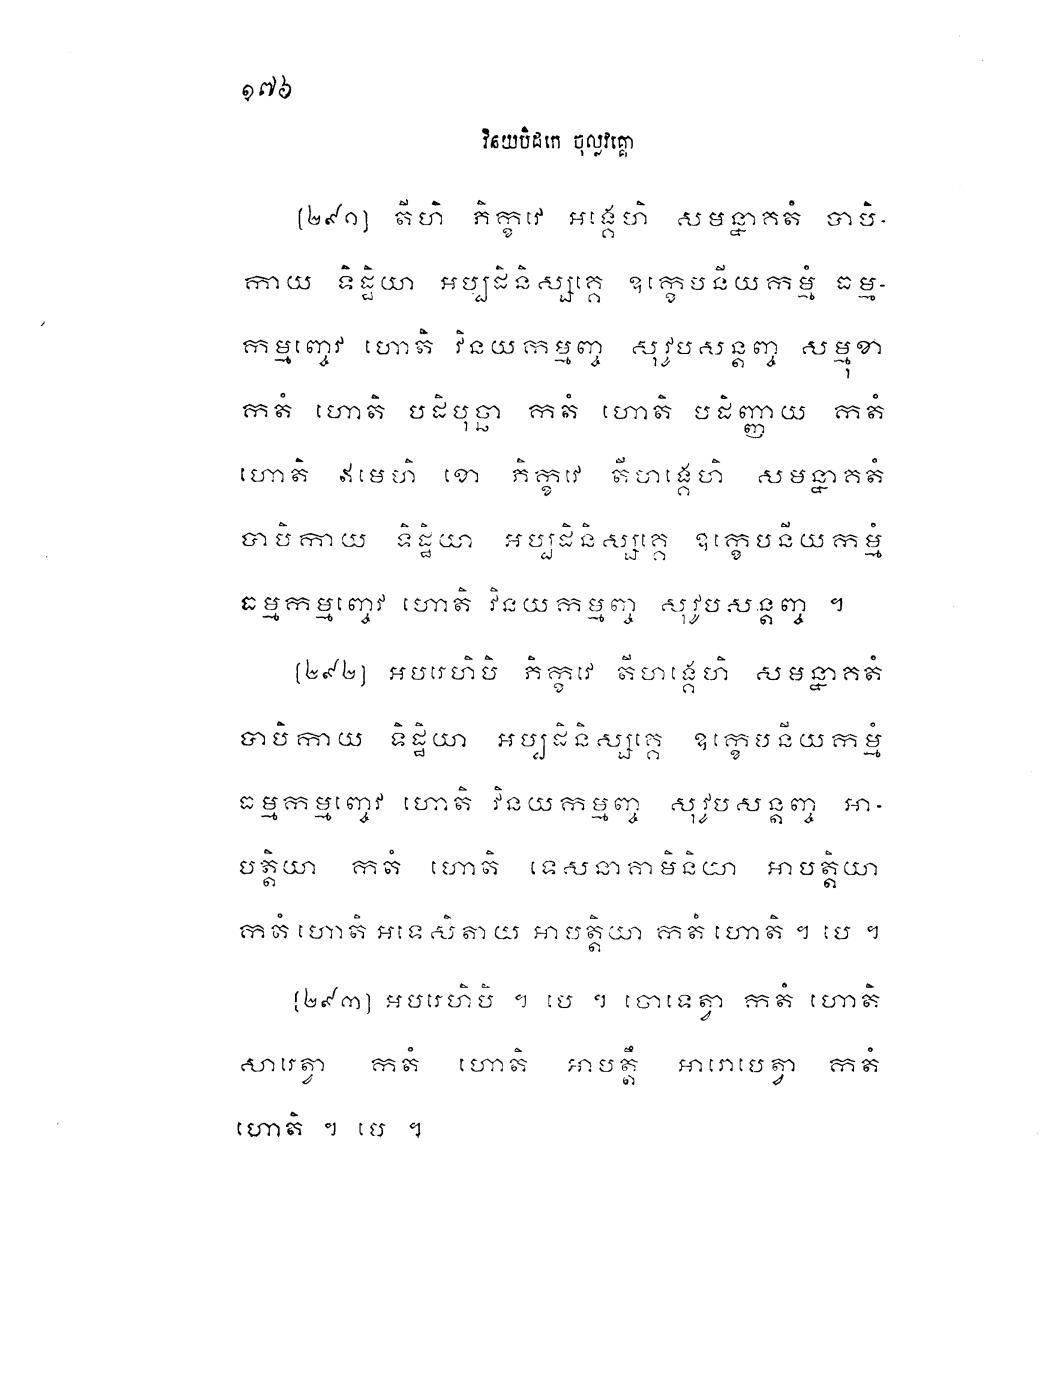 ១៧៦
វិនយបិដកេ ចុល្លវគ្គោ
(២៩១) តីហិ ភិក្ខវេ អង្គេហិ សមន្នាគតំ បាបិ-
កាយ ទិដ្ឋិយា អប្បដិនិស្សគ្គេ ឧក្ខេបនីយកម្មំ ធម្ម-
កម្មញ្ចេវ ហោតិ វិនយកម្មញ្ច សុវូបសន្តញ្ច សម្មុខា
កតំ ហោតិ បដិបុច្ឆា កតំ ហោតិ បដិញ្ញាយ កតំ
ហោតិ ឥមេហិ ខោ ភិក្ខវេ តីហង្គេហិ សមន្នាគតំ
បាបិកាយ ទិដ្ឋិយា អប្បដិនិស្សគ្គេ ឧក្ខេបនីយកម្មំ
ធម្មកម្មញ្ចេវ ហោតិ វិនយកម្មញ្ច សុវូបសន្តញ្ច ។
(២៩២) អបរេហិបិ ភិក្ខវេ តីហង្គេហិ សមន្នាគតំ
បាបិកាយ ទិដ្ឋិយា អប្បដិនិស្សគ្គេ ឧក្ខេបនីយកម្មំ
ធម្មកម្មញ្ចេវ ហោតិ វិនយកម្មញ្ច សុវូបសន្តញ្ច អា-
បត្តិយា កតំ ហោតិ ទេសនាគាមិនិយា អាបត្តិយា
កតំ ហោតិ អទេសិតាយ អាបត្តិយា កតំ ហោតិ ។ បេ ។
(២៩៣) អបរេហិបិ ។ បេ ។ ចោទេត្វា កតំ ហោតិ
សារេត្វា កតំ ហោតិ អាបត្តឹ អារោបេត្វា កតំ
ហោតិ ។ បេ ។